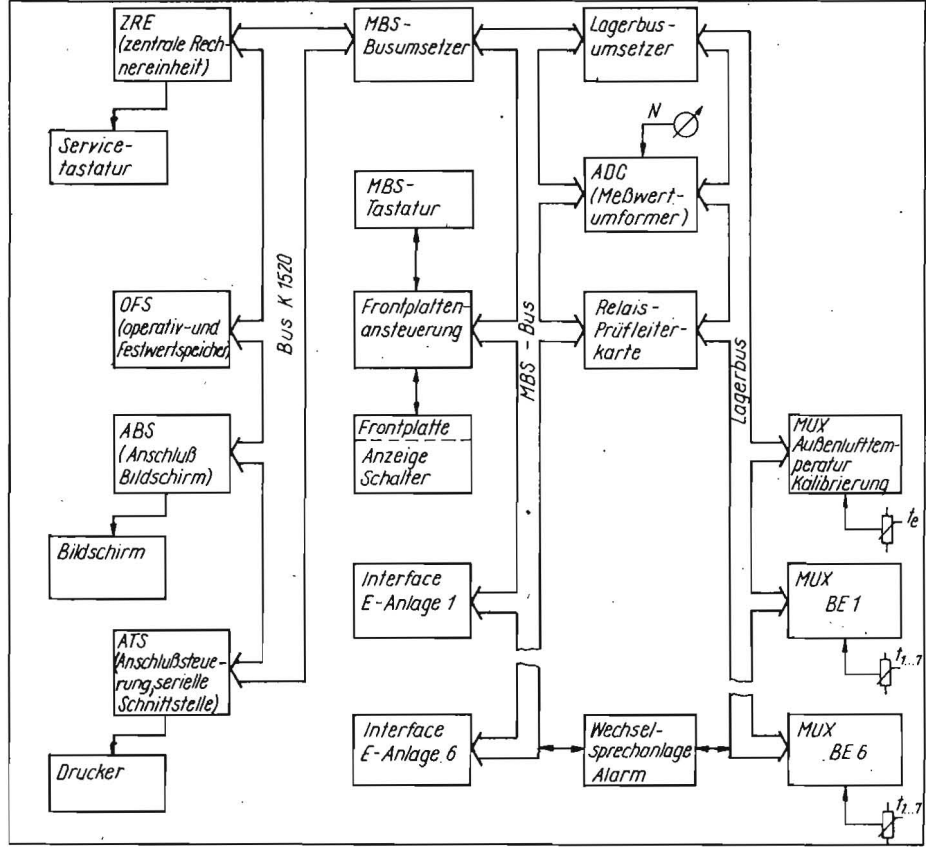 ZRE
(zentrale Rech-
nereinheit)
Service-
tastatur
OFS
(operativ-und
Festwertspeicher)
ABS
(Anschluß
Bildschirm)
Bildschirm
ATS
(Anschlußsteue-
rung, serielle
Schnittstelle)
Drucker
Bus K 1520
MBS-
Busumsetzer
MBS-
Tastatur
Frontplatten-
ansteuerung
Frontplatte
Anzeige
Schalter
Interface
E-Anlage 1
Interface
E-Anlage 6
MBS - Bus
Lagerbus-
umsetzer
N
ADC
(Meßwert-
umformer)
Relais-
Prüfleiter-
karte
Wechsel-
sprechanlage
Alarm
Lagerbus
MUX
Außenlufttem-
peratur
Kalibrierung
te
MUX
BE 1
t1...7
MUX
BE 6
t1...7